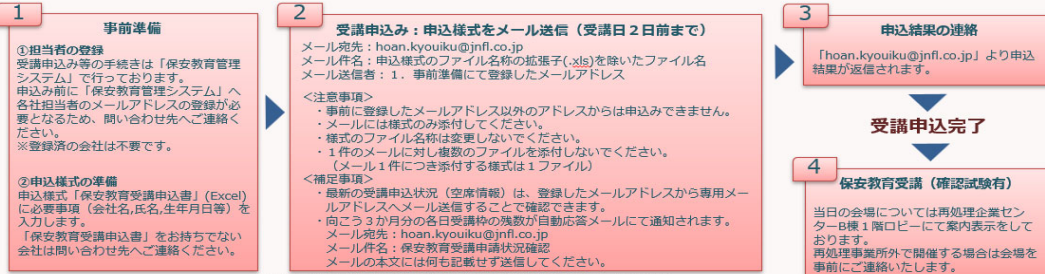 1
事前準備
①担当者の登録
受講申込み等の手続きは「保安教育管理
システム」で行っております。
申込み前に「保安教育管理システム」へ
各社担当者のメールアドレスの登録が必
要となるため、問い合わせ先へご連絡く
ださい。
※登録済の会社は不要です。
②申込様式の準備
申込様式「保安教育受講申込書」(Excel)
に必要事項（会社名,氏名,生年月日等）を
入力します。
「保安教育受講申込書」をお持ちでない
会社は問い合わせ先へご連絡ください。
2
受講申込み：申込様式をメール送信（受講日２日前まで）
メール宛先：hoan.kyouiku@jnfl.co.jp
メール件名：申込様式のファイル名称の拡張子(.xls)を除いたファイル名
メール送信者：１．事前準備にて登録したメールアドレス
＜注意事項＞
・事前に登録したメールアドレス以外のアドレスからは申込みできません。
・メールには様式のみ添付してください。
・様式のファイル名称は変更しないでください。
・１件のメールに対し複数のファイルを添付しないでください。
（メール１件につき添付する様式は１ファイル）
＜補足事項＞
・最新の受講申込状況（空席情報）は、登録したメールアドレスから専用メー
ルアドレスへメール送信することで確認できます。
・向こう３か月分の各日受講枠の残数が自動応答メールにて通知されます。
メール宛先：hoan.kyouiku@jnfl.co.jp
メール件名：保安教育受講申請状況確認
メールの本文には何も記載せず送信してください。
3
申込結果の連絡
「hoan.kyouiku@jnfl.co.jp」より申込
結果が返信されます。
受講申込完了
4
保安教育受講（確認試験有）
当日の会場については再処理企業セン
ターB棟１階ロビーにて案内表示をして
おります。
再処理事業所外で開催する場合は会場を
事前にご連絡いたします。